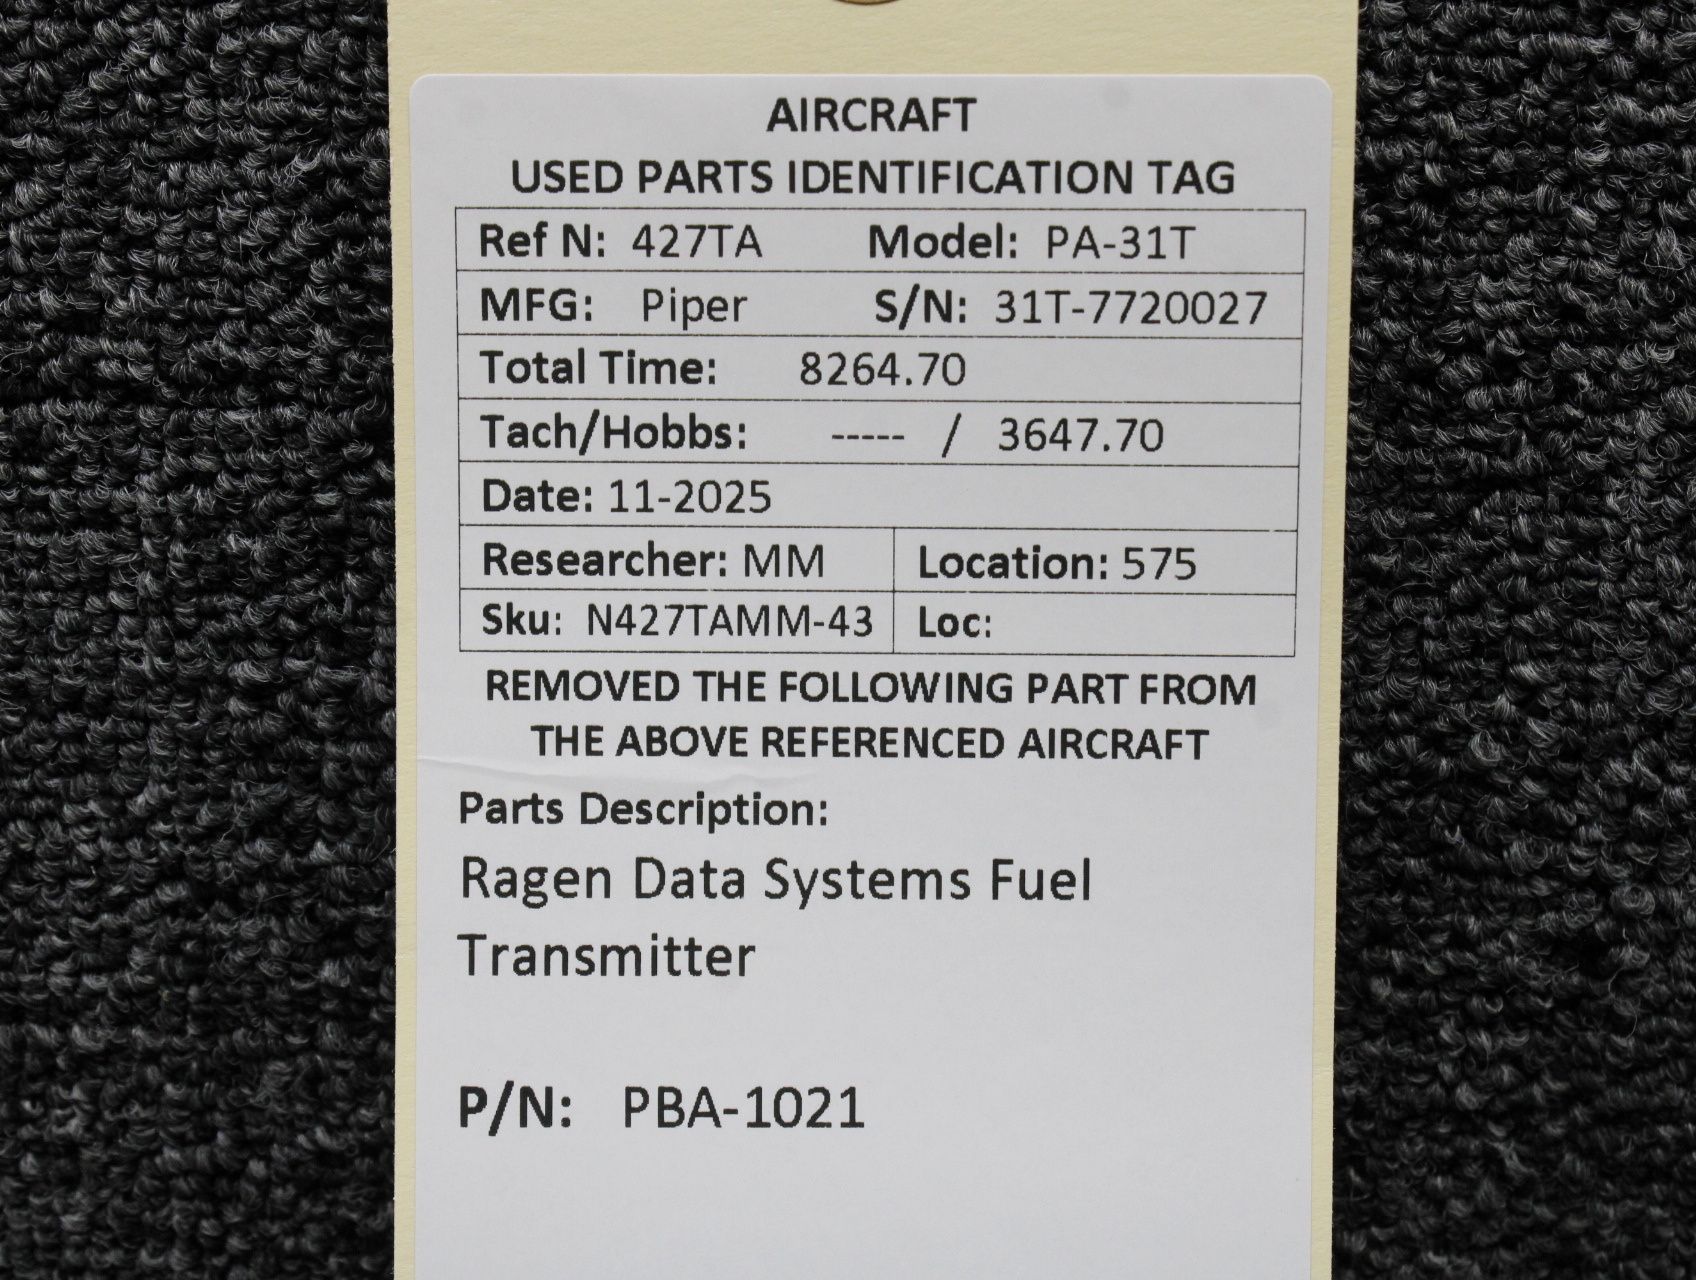 AIRCRAFT
USED PARTS IDENTIFICATION TAG
Ref N: 427TA Model: PA-31T
MFG: Piper S/N: 31T-7720027
Total Time: 8264.70
Tach/Hobbs: ----- / 3647.70
Date: 11-2025
Researcher: MM Location: 575
Sku: N427TAMM-43 Loc:
REMOVED THE FOLLOWING PART FROM
THE ABOVE REFERENCED AIRCRAFT
Parts Description:
Ragen Data Systems Fuel
Transmitter
P/N: PBA-1021